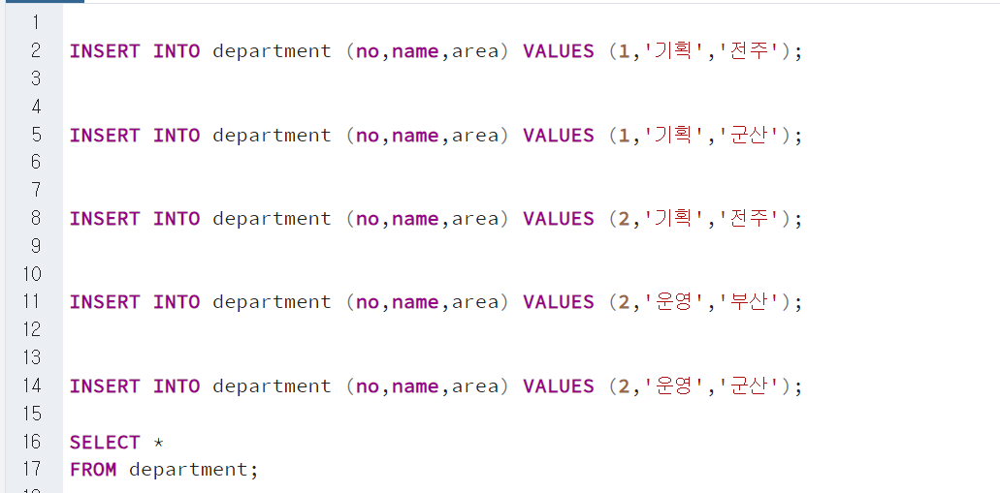 1
2 INSERT INTO department (no,name,area) VALUES (1,'기획','전주');
3
4
5 INSERT INTO department (no,name,area) VALUES (1,'기획','군산');
6
7
8 INSERT INTO department (no,name,area) VALUES (2,'기획','전주');
9
10
11 INSERT INTO department (no,name,area) VALUES (2,'운영','부산');
12
13
14 INSERT INTO department (no,name,area) VALUES (2,'운영','군산');
15
16 SELECT *
17 FROM department;